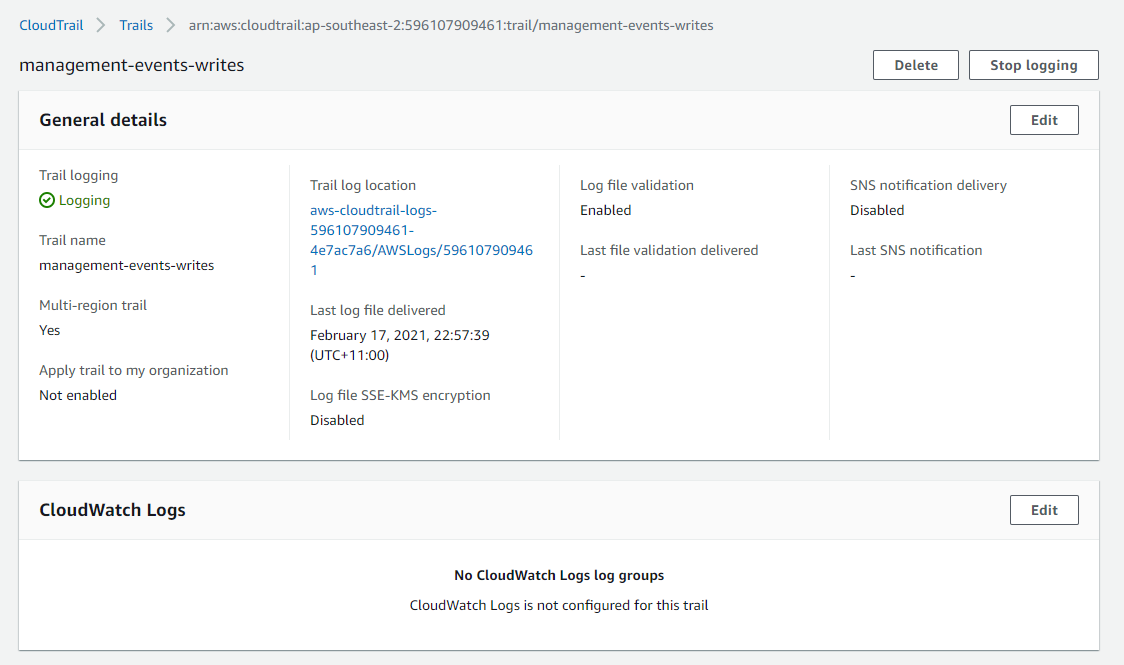 CloudTrail > Trails > arn:aws:cloudtrail:ap-southeast-2:596107909461:trail/management-events-writes
management-events-writes
Delete
Stop logging
General details
Edit
Trail logging
Logging
Trail name
management-events-writes
Multi-region trail
Yes
Apply trail to my organization
Not enabled
Trail log location
aws-cloudtrail-logs-
596107909461-
4e7ac7a6/AWSLogs/59610790946
1
Last log file delivered
February 17, 2021, 22:57:39
(UTC+11:00)
Log file SSE-KMS encryption
Disabled
Log file validation
Enabled
Last file validation delivered
-
SNS notification delivery
Disabled
Last SNS notification
-
CloudWatch Logs
Edit
No CloudWatch Logs log groups
CloudWatch Logs is not configured for this trail